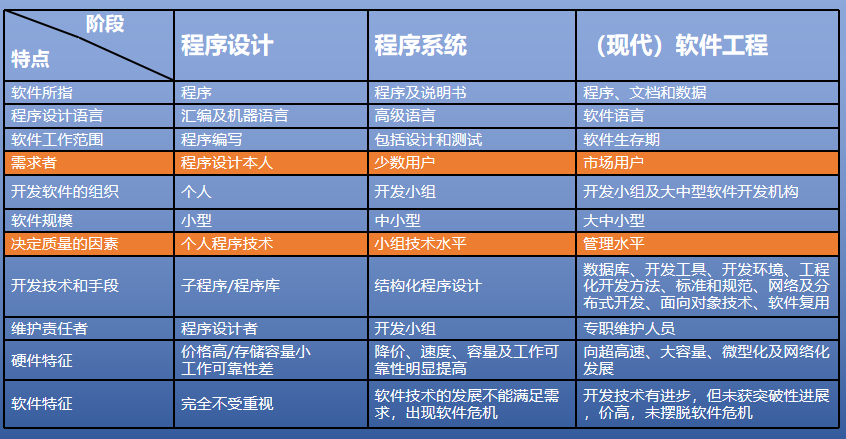 阶段
特点
程序设计
程序系统
（现代）软件工程
软件所指
程序
程序及说明书
程序、文档和数据
程序设计语言
汇编及机器语言
高级语言
软件语言
软件工作范围
程序编写
包括设计和测试
软件生存期
需求者
程序设计本人
少数用户
市场用户
开发软件的组织
个人
开发小组
开发小组及大中型软件开发机构
软件规模
小型
中小型
大中小型
决定质量的因素
个人程序技术
小组技术水平
管理水平
开发技术和手段
子程序/程序库
结构化程序设计
数据库、开发工具、开发环境、工程
化开发方法、标准和规范、网络及分
布式开发、面向对象技术、软件复用
维护责任者
程序设计者
开发小组
专职维护人员
硬件特征
价格高/存储容量小
工作可靠性差
降价、速度、容量及工作可
靠性明显提高
向超高速、大容量、微型化及网络化
发展
软件特征
完全不受重视
软件技术的发展不能满足需
求，出现软件危机
开发技术有进步，但未获突破性进展
，价高，未摆脱软件危机